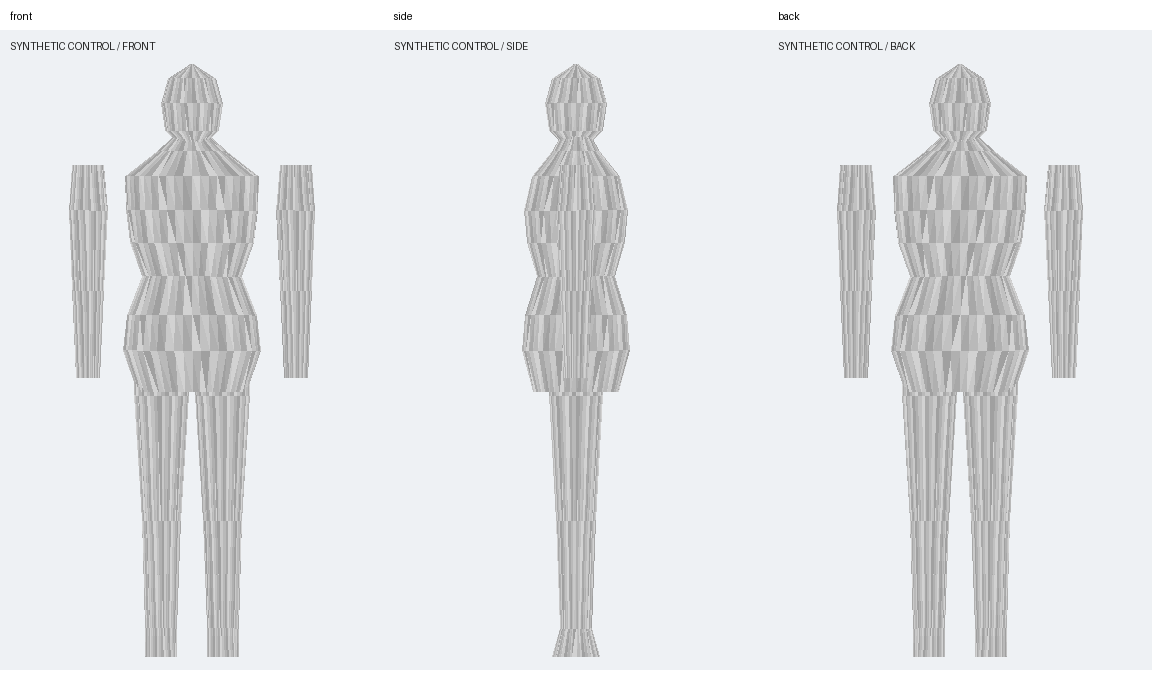 front
side
back
SYNTHETIC CONTROL / FRONT
SYNTHETIC CONTROL / SIDE
SYNTHETIC CONTROL / BACK